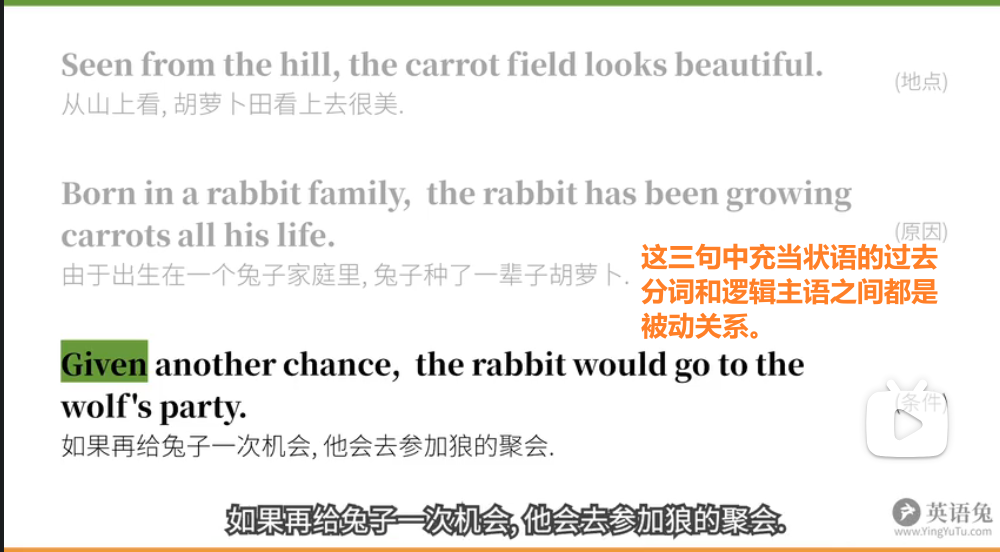 Seen from the hill, the carrot field looks beautiful.
(地点)
从山上看, 胡萝卜田看上去很美.
Born in a rabbit family, the rabbit has been growing
carrots all his life.
(原因)
由于出生在一个兔子家庭里, 兔子种了一辈子胡萝卜.
这三句中充当状语的过去
分词和逻辑主语之间都是
被动关系。
Given another chance, the rabbit would go to the
wolf's party.
(条件)
如果再给兔子一次机会, 他会去参加狼的聚会.
如果再给兔子一次机会, 他会去参加狼的聚会.
英语兔
www.YingYuTu.com